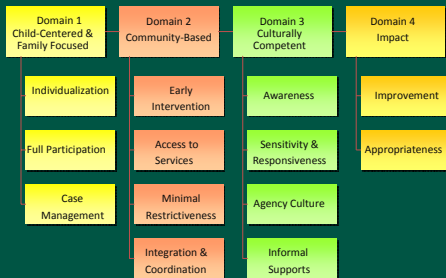 Domain 1
Child-Centered &
Family Focused
Individualization
Full Participation
Case
Management
Domain 2
Community-Based
Early
Intervention
Access to
Services
Minimal
Restrictiveness
Integration &
Coordination
Domain 3
Culturally
Competent
Awareness
Sensitivity &
Responsiveness
Agency Culture
Informal
Supports
Domain 4
Impact
Improvement
Appropriateness